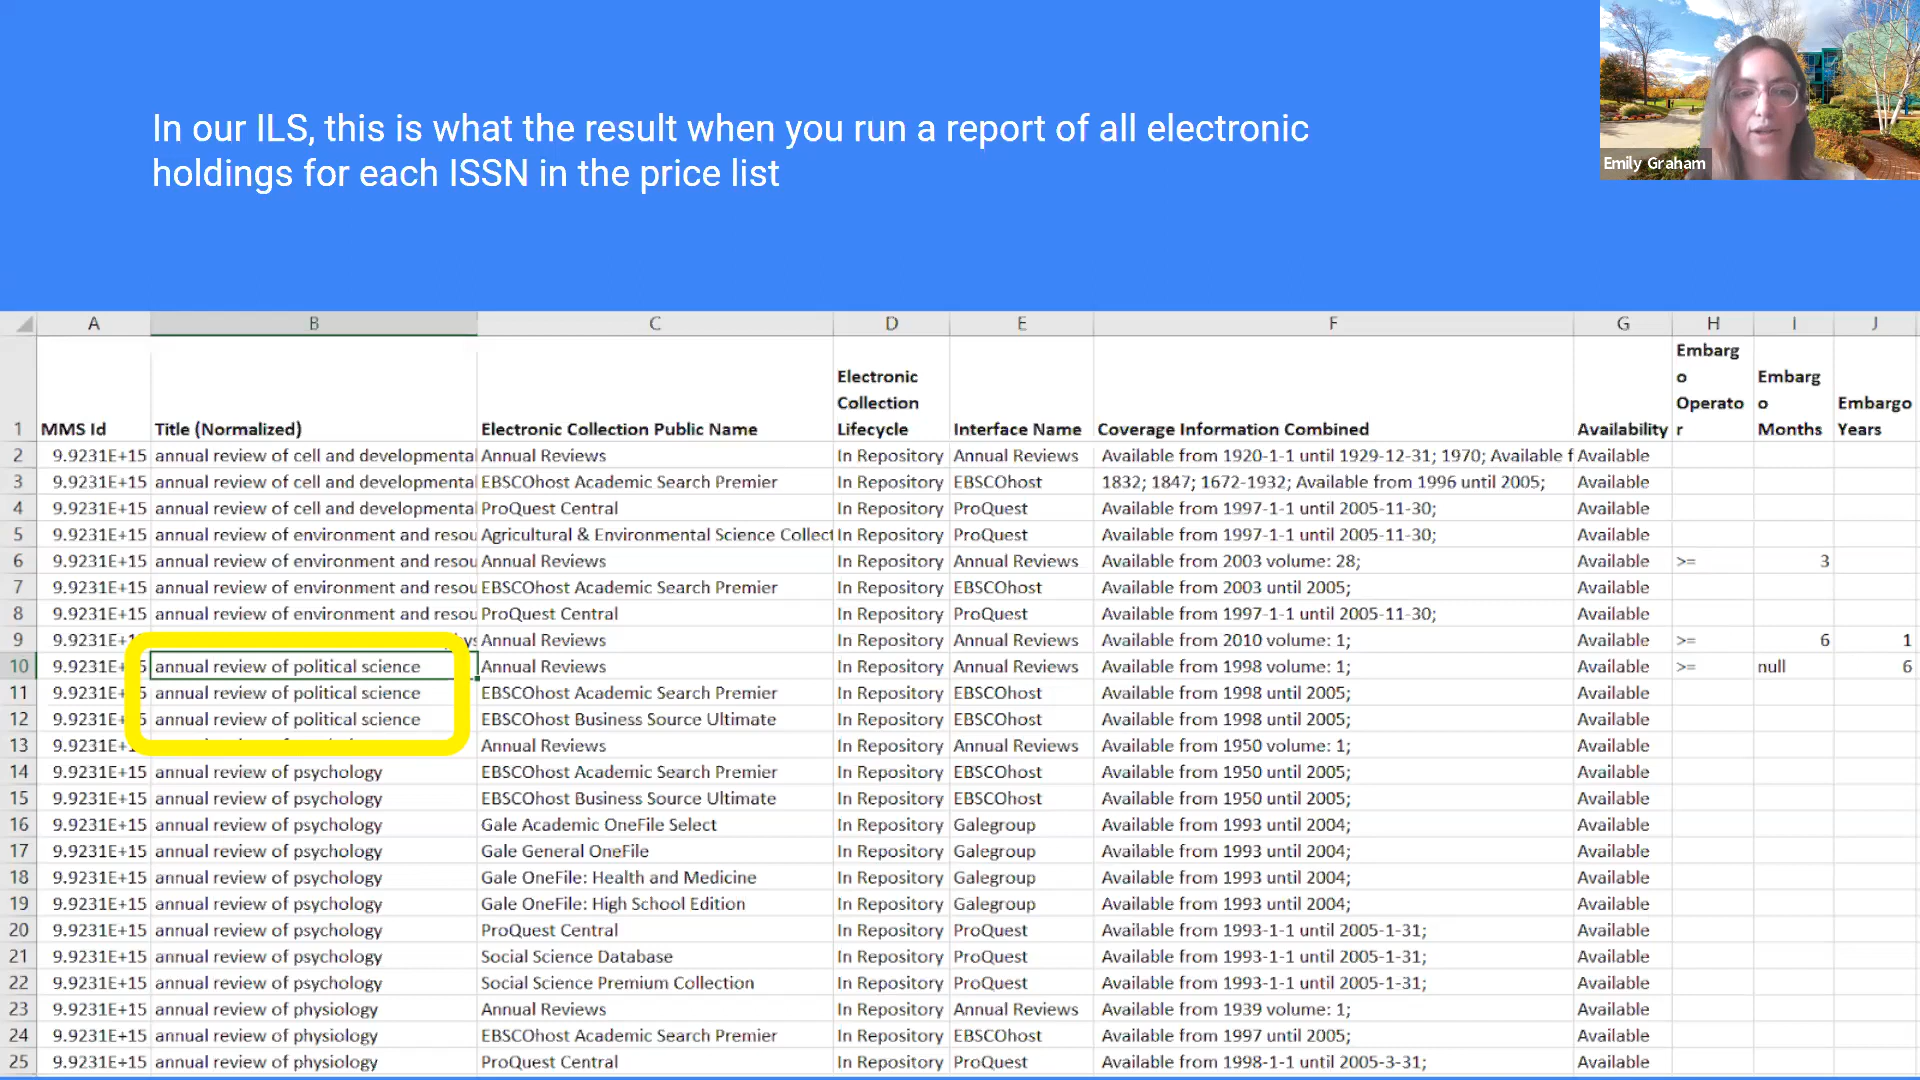 In our ILS, this is what the result when you run a report of all electronic
holdings for each ISSN in the price list
Emily Graham
A B C D E F G H I J
1 MMS Id Title (Normalized) Electronic Collection Public Name Electronic Collection Lifecycle Interface Name Coverage Information Combined Availability Embargo Operator Embargo Months Embargo Years
2 9.9231E+15 annual review of cell and developmental Annual Reviews In Repository Annual Reviews Available from 1920-1-1 until 1929-12-31; 1970; Available f Available
3 9.9231E+15 annual review of cell and developmental EBSCOhost Academic Search Premier In Repository EBSCOhost 1832; 1847; 1672-1932; Available from 1996 until 2005; Available
4 9.9231E+15 annual review of cell and developmental ProQuest Central In Repository ProQuest Available from 1997-1-1 until 2005-11-30; Available
5 9.9231E+15 annual review of environment and resou Agricultural & Environmental Science Collect In Repository ProQuest Available from 1997-1-1 until 2005-11-30; Available
6 9.9231E+15 annual review of environment and resou Annual Reviews In Repository Annual Reviews Available from 2003 volume: 28; Available >= 3
7 9.9231E+15 annual review of environment and resou EBSCOhost Academic Search Premier In Repository EBSCOhost Available from 2003 until 2005; Available
8 9.9231E+15 annual review of environment and resou ProQuest Central In Repository ProQuest Available from 1997-1-1 until 2005-11-30; Available
9 9.9231E+1 Annual Reviews In Repository Annual Reviews Available from 2010 volume: 1; Available >= 6 1
10 9.9231E+ 5 annual review of political science Annual Reviews In Repository Annual Reviews Available from 1998 volume: 1; Available >= null 6
11 9.9231E+ 5 annual review of political science EBSCOhost Academic Search Premier In Repository EBSCOhost Available from 1998 until 2005; Available
12 9.9231E+ 5 annual review of political science EBSCOhost Business Source Ultimate In Repository EBSCOhost Available from 1998 until 2005; Available
13 9.9231E+1 Annual Reviews In Repository Annual Reviews Available from 1950 volume: 1; Available
14 9.9231E+15 annual review of psychology EBSCOhost Academic Search Premier In Repository EBSCOhost Available from 1950 until 2005; Available
15 9.9231E+15 annual review of psychology EBSCOhost Business Source Ultimate In Repository EBSCOhost Available from 1950 until 2005; Available
16 9.9231E+15 annual review of psychology Gale Academic OneFile Select In Repository Galegroup Available from 1993 until 2004; Available
17 9.9231E+15 annual review of psychology Gale General OneFile In Repository Galegroup Available from 1993 until 2004; Available
18 9.9231E+15 annual review of psychology Gale OneFile: Health and Medicine In Repository Galegroup Available from 1993 until 2004; Available
19 9.9231E+15 annual review of psychology Gale OneFile: High School Edition In Repository Galegroup Available from 1993 until 2004; Available
20 9.9231E+15 annual review of psychology ProQuest Central In Repository ProQuest Available from 1993-1-1 until 2005-1-31; Available
21 9.9231E+15 annual review of psychology Social Science Database In Repository ProQuest Available from 1993-1-1 until 2005-1-31; Available
22 9.9231E+15 annual review of psychology Social Science Premium Collection In Repository ProQuest Available from 1993-1-1 until 2005-1-31; Available
23 9.9231E+15 annual review of physiology Annual Reviews In Repository Annual Reviews Available from 1939 volume: 1; Available
24 9.9231E+15 annual review of physiology EBSCOhost Academic Search Premier In Repository EBSCOhost Available from 1997 until 2005; Available
25 9.9231E+15 annual review of physiology ProQuest Central In Repository ProQuest Available from 1998-1-1 until 2005-3-31; Available